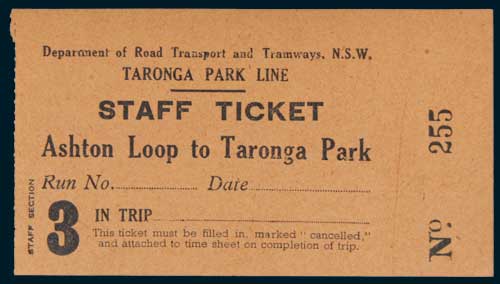 Department of Road Transport and Tramways, N.S.W.
TARONGA PARK LINE
STAFF TICKET
Ashton Loop to Taronga Park
Run No. Date
STAFF SECTION
3
IN TRIP
This ticket must be filled in, marked "cancelled,"
and attached to time sheet on completion of trip.
No. 255